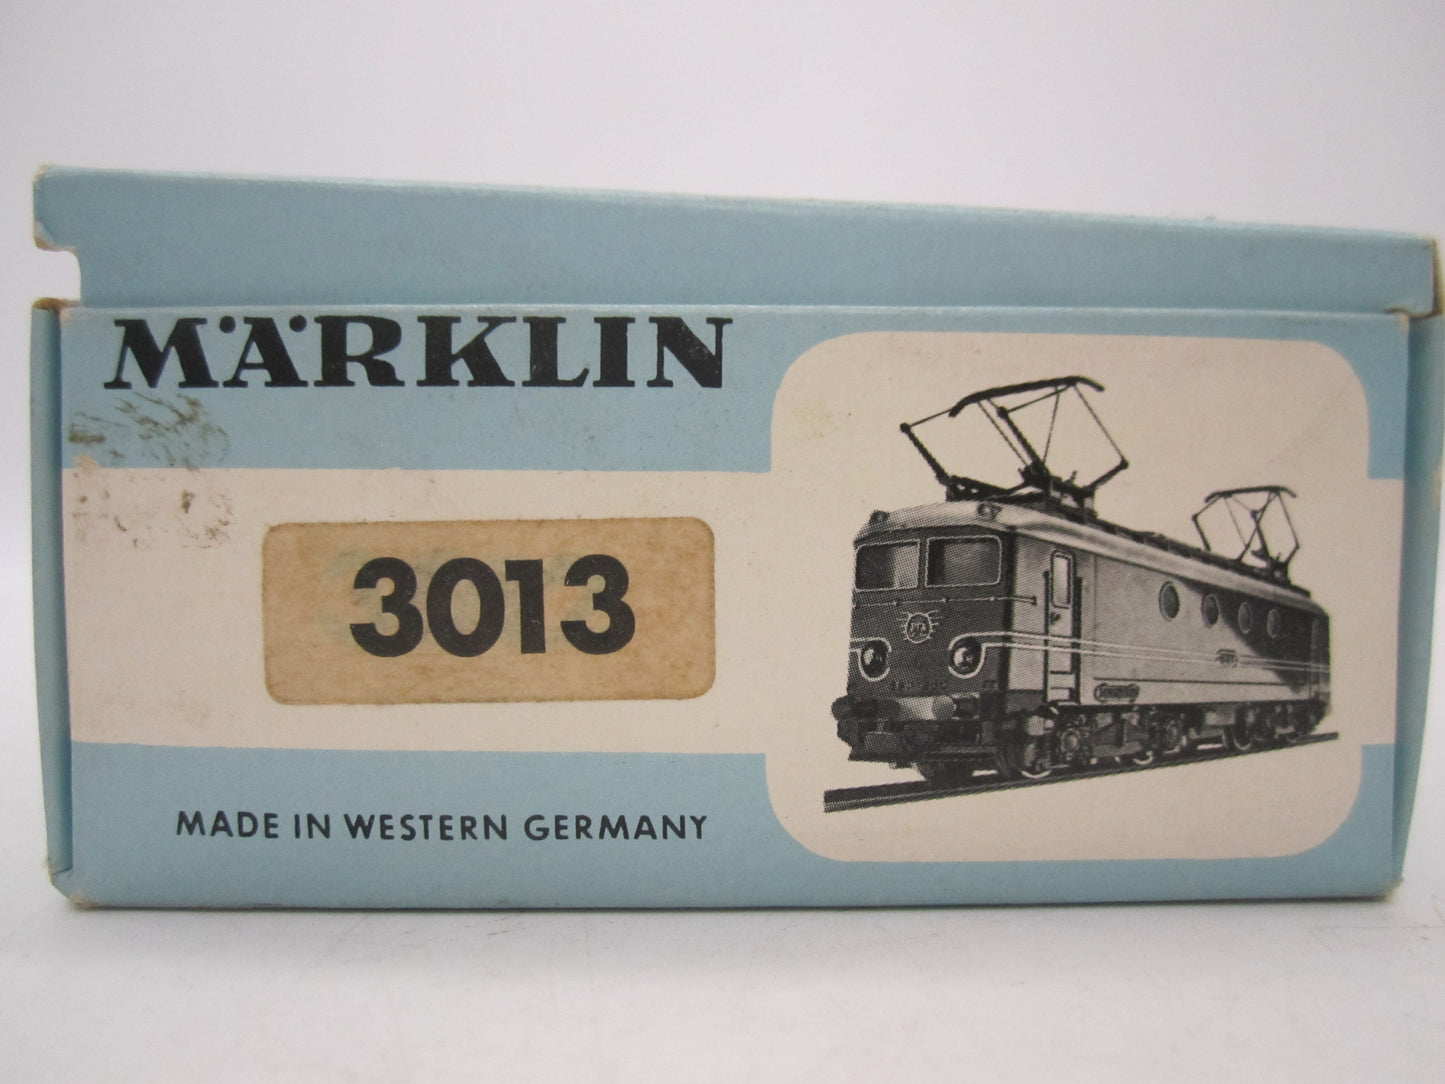 MÄRKLIN
3013
MADE IN WESTERN GERMANY